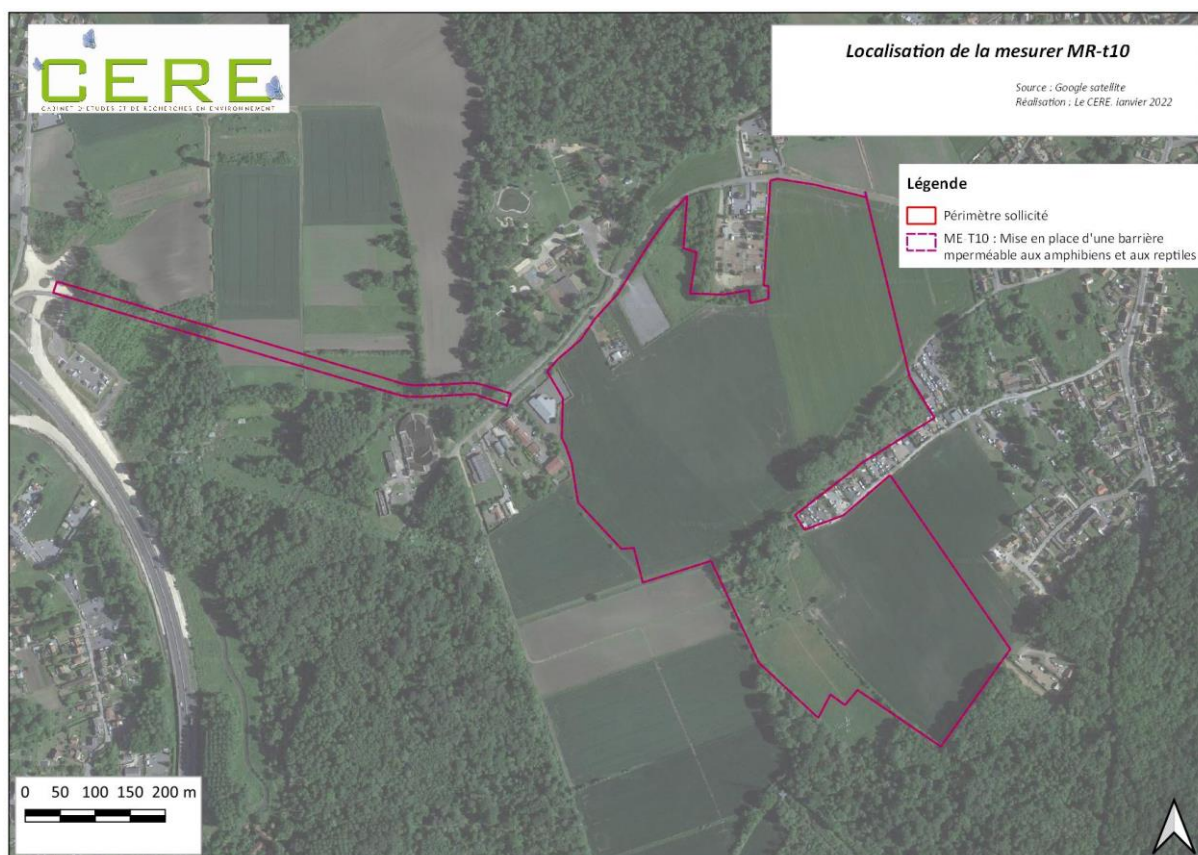 CERE
CABINET D'ETUDES ET DE RECHERCHES EN ENVIRONNEMENT
Localisation de la mesurer MR-t10
Source : Google satellite
Réalisation : Le CERE. Janvier 2022
Légende
Périmètre sollicité
ME-T10 : Mise en place d'une barrière
mperméable aux amphibiens et aux reptiles
0 50 100 150 200 m